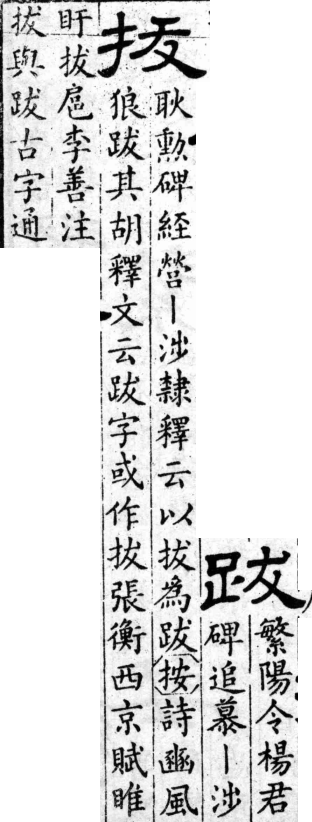 跋
繁陽令楊君
碑追慕丨涉
拔
耿勳碑經營丨涉隸釋云以拔為跋按詩豳風
狼跋其胡釋文云跋字或作拔張衡西京賦睢
盱拔扈李善注
拔與跋古字通